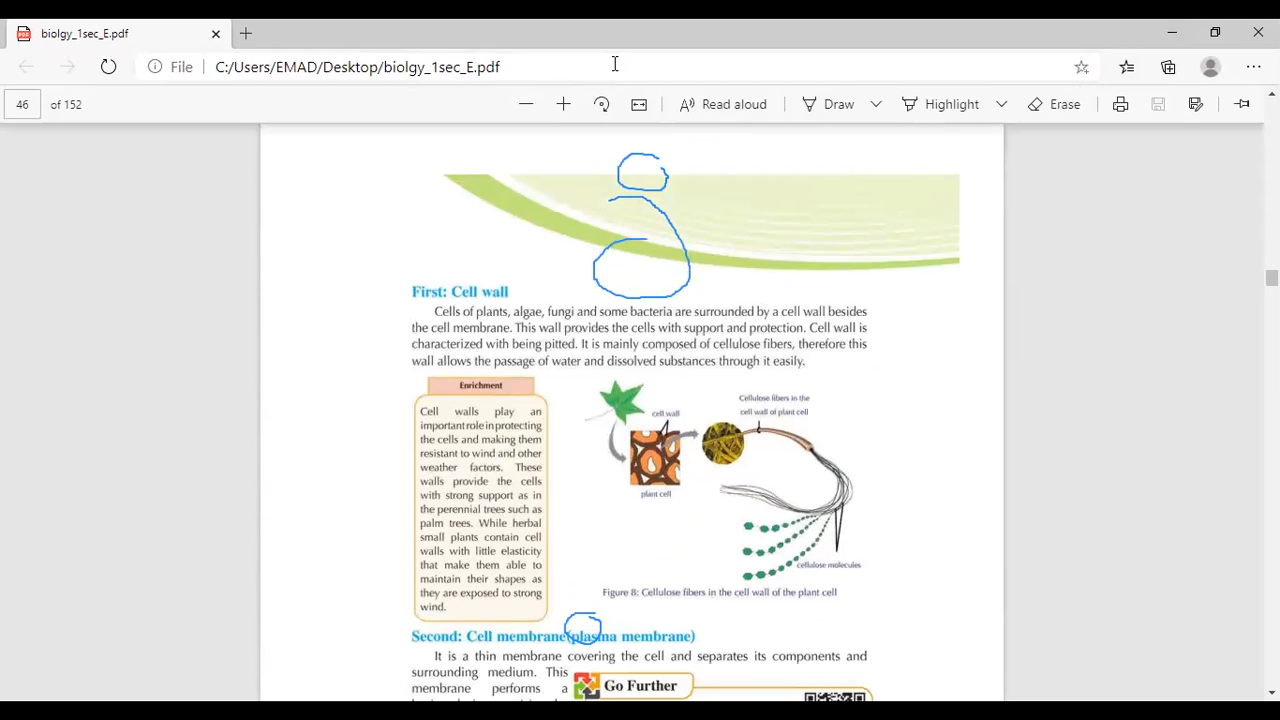 biolgy_1sec_E.pdf
File C:/Users/EMAD/Desktop/biolgy_1sec_E.pdf
46 of 152 Read aloud Draw Highlight Erase
First: Cell wall
Cells of plants, algae, fungi and some bacteria are surrounded by a cell wall besides
the cell membrane. This wall provides the cells with support and protection. Cell wall is
characterized with being pitted. It is mainly composed of cellulose fibers, therefore this
wall allows the passage of water and dissolved substances through it easily.
Enrichment
Cell walls play an
important role in protecting
the cells and making them
resistant to wind and other
weather factors. These
walls provide the cells
with strong support as in
the perennial trees such as
palm trees. While herbal
small plants contain cell
walls with little elasticity
that make them able to
maintain their shapes as
they are exposed to strong
wind.
cell wall
plant cell
Cellulose fibers in the
cell wall of plant cell
cellulose molecules
Figure 8: Cellulose fibers in the cell wall of the plant cell
Second: Cell membrane(plasma membrane)
It is a thin membrane covering the cell and separates its components and
surrounding medium. This
membrane performs a
Go Further